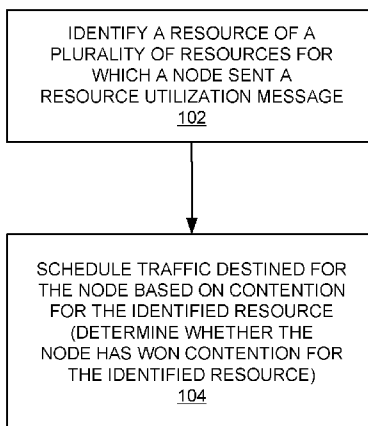 IDENTIFY A RESOURCE OF A
PLURALITY OF RESOURCES FOR
WHICH A NODE SENT A
RESOURCE UTILIZATION MESSAGE
102
SCHEDULE TRAFFIC DESTINED FOR
THE NODE BASED ON CONTENTION
FOR THE IDENTIFIED RESOURCE
(DETERMINE WHETHER THE
NODE HAS WON CONTENTION FOR
THE IDENTIFIED RESOURCE)
104